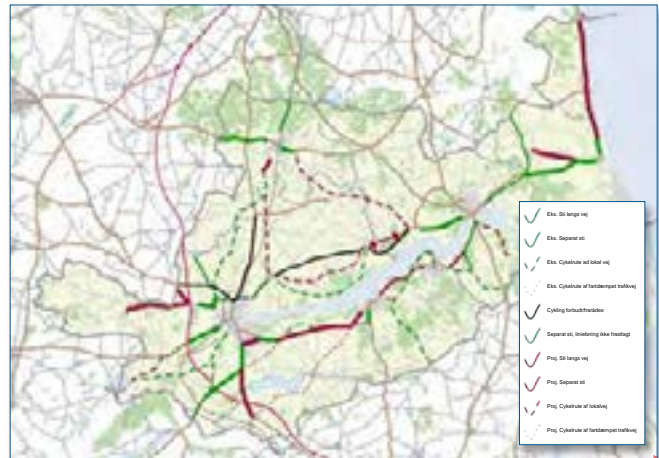 Eks. Sti langs vej
Eks. Separat sti
Eks. Cykelrute ad lokal vej
Eks. Cykelrute af fartdæmpet trafikvej
Cykling forbudt/frarådes
Separat sti, linieføring ikke fastlagt
Proj. Sti langs vej
Proj. Separat sti
Proj. Cykelrute af lokalvej
Proj. Cykelrute af fartdæmpet trafikvej